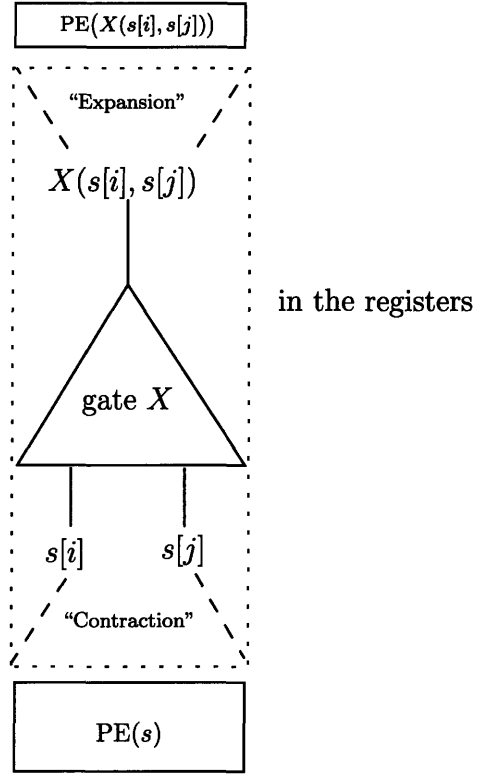 PE(X(s[i], s[j]))
“Expansion”
X(s[i], s[j])
in the registers
gate X
s[i] s[j]
“Contraction”
PE(s)